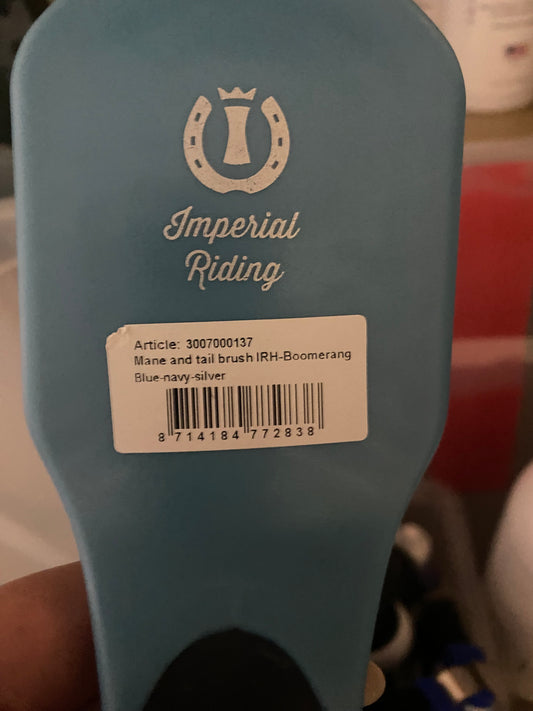 Imperial
Riding
Article: 3007000137
Mane and tail brush IRH-Boomerang
Blue-navy-silver
8 714184 772838